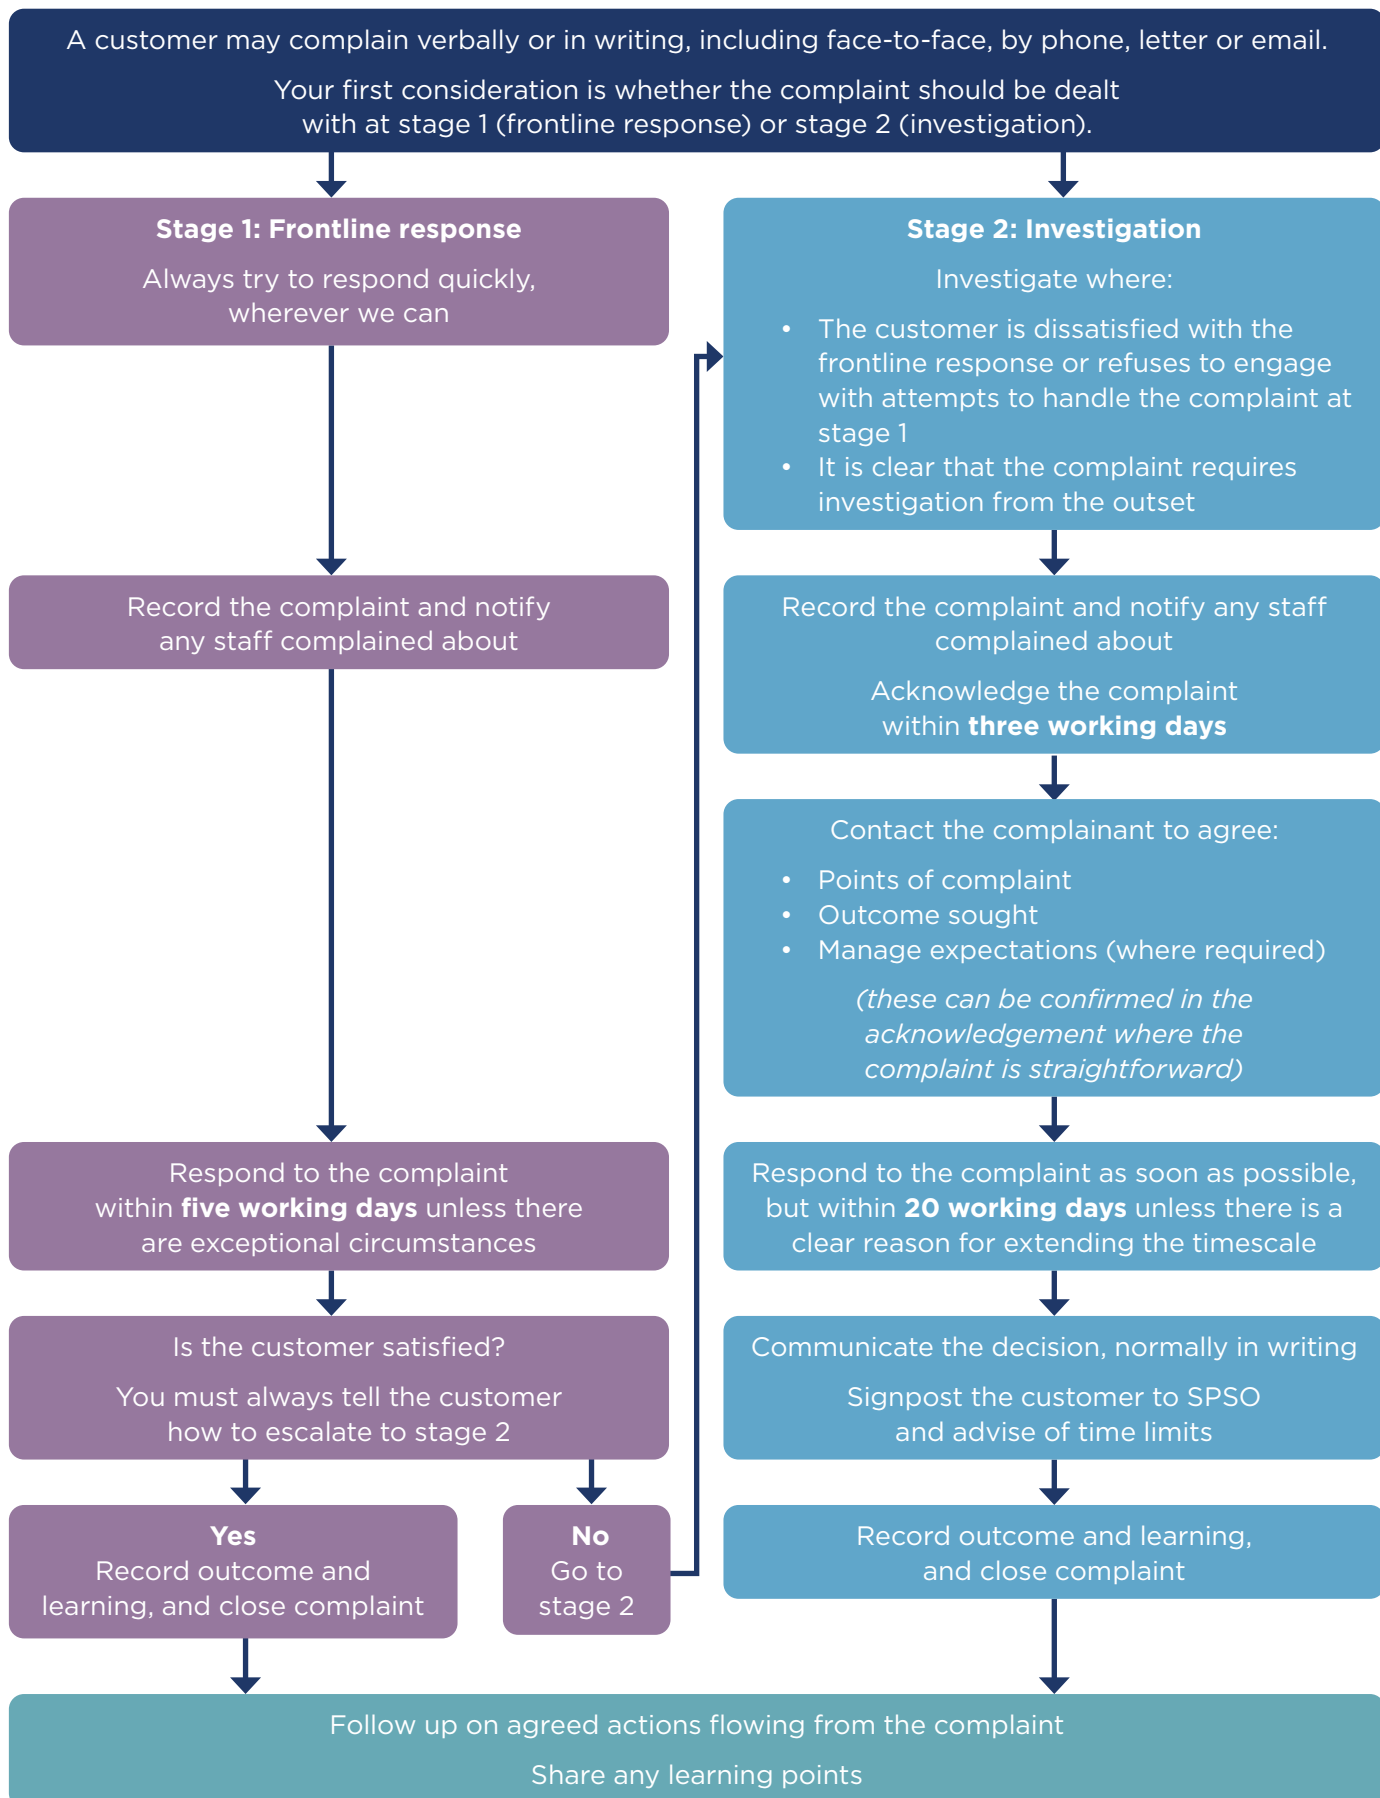 A customer may complain verbally or in writing, including face-to-face, by phone, letter or email.
Your first consideration is whether the complaint should be dealt
with at stage 1 (frontline response) or stage 2 (investigation).
Stage 1: Frontline response
Always try to respond quickly,
wherever we can
Record the complaint and notify
any staff complained about
Respond to the complaint
within five working days unless there
are exceptional circumstances
Is the customer satisfied?
You must always tell the customer
how to escalate to stage 2
Yes
Record outcome and
learning, and close complaint
No
Go to
stage 2
Stage 2: Investigation
Investigate where:
• The customer is dissatisfied with the
frontline response or refuses to engage
with attempts to handle the complaint at
stage 1
• It is clear that the complaint requires
investigation from the outset
Record the complaint and notify any staff
complained about
Acknowledge the complaint
within three working days
Contact the complainant to agree:
• Points of complaint
• Outcome sought
• Manage expectations (where required)
(these can be confirmed in the
acknowledgement where the
complaint is straightforward)
Respond to the complaint as soon as possible,
but within 20 working days unless there is a
clear reason for extending the timescale
Communicate the decision, normally in writing
Signpost the customer to SPSO
and advise of time limits
Record outcome and learning,
and close complaint
Follow up on agreed actions flowing from the complaint
Share any learning points